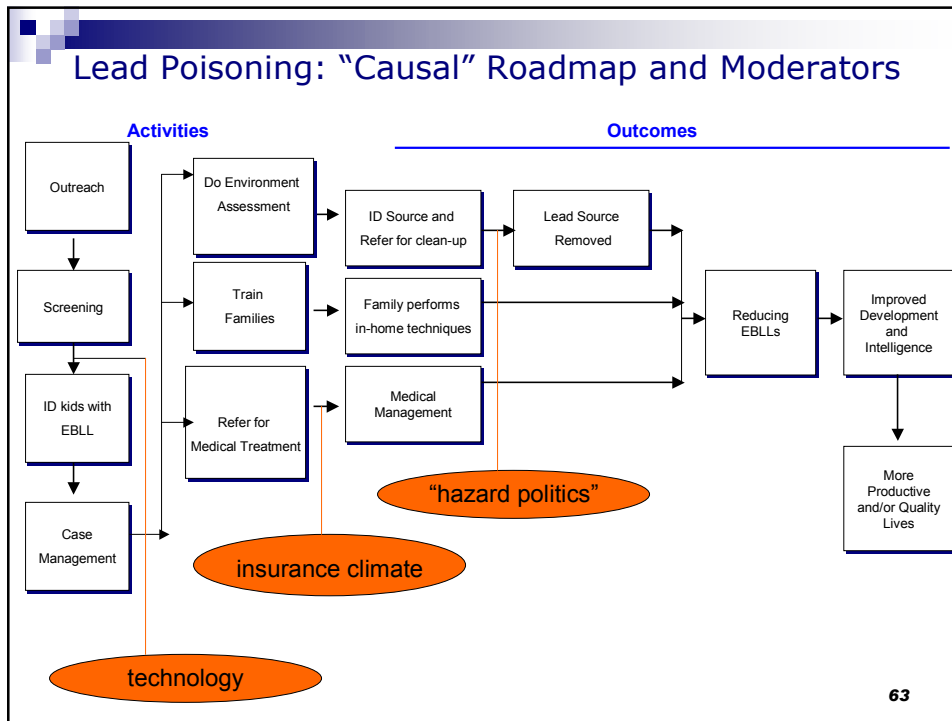 Lead Poisoning: “Causal” Roadmap and Moderators
Activities
Outcomes
Outreach
Screening
ID kids with
EBLL
Case
Management
Do Environment
Assessment
Train
Families
Refer for
Medical Treatment
ID Source and
Refer for clean-up
Family performs
in-home techniques
Medical
Management
Lead Source
Removed
Reducing
EBLLs
Improved
Development
and
Intelligence
More
Productive
and/or Quality
Lives
“hazard politics”
insurance climate
technology
63